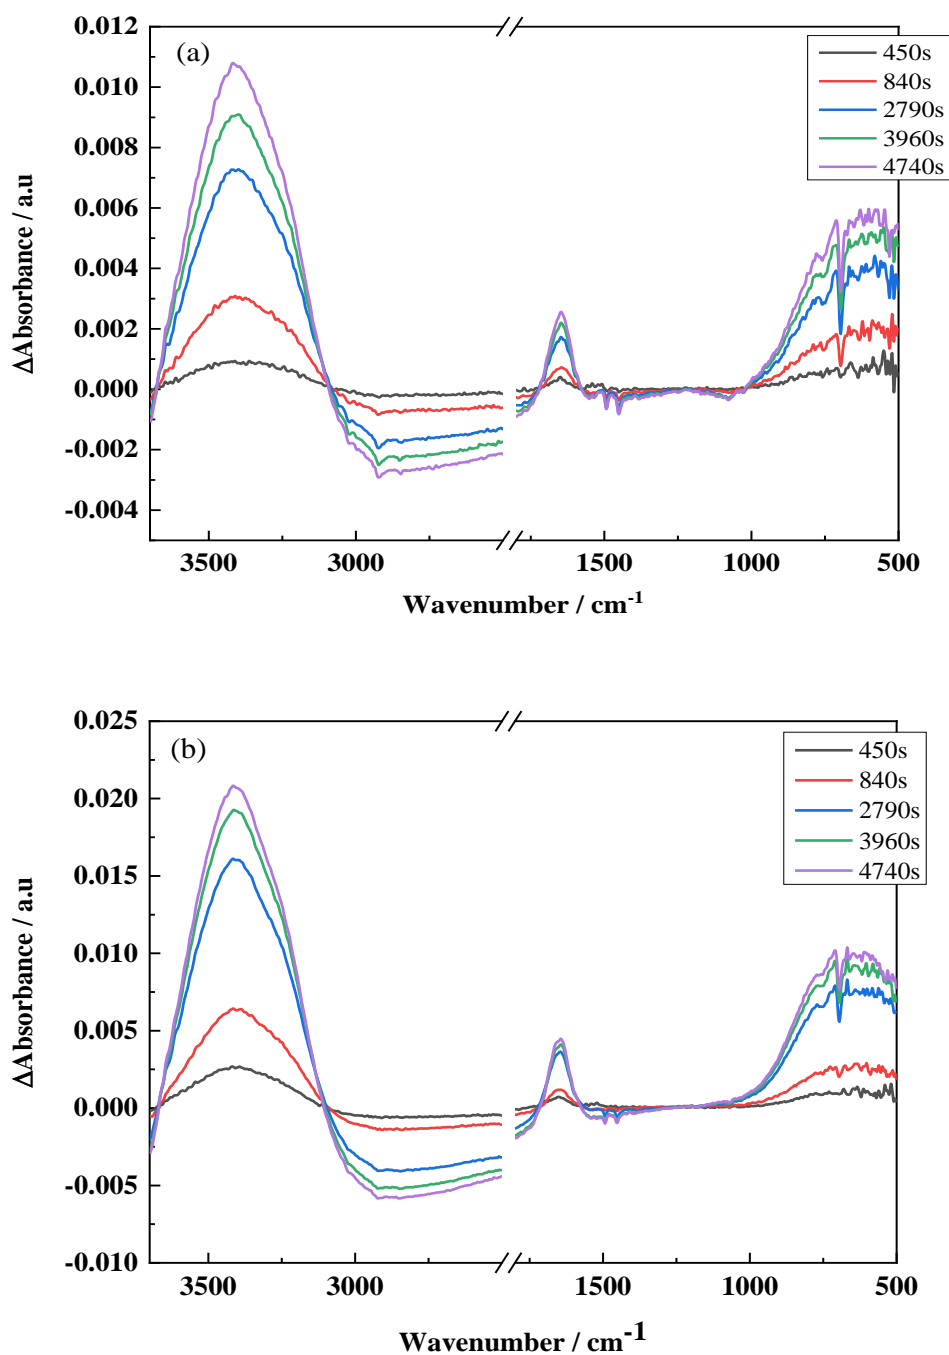 (a)
0.012
0.010
0.008
0.006
0.004
0.002
0.000
-0.002
-0.004
ΔAbsorbance / a.u
450s
840s
2790s
3960s
4740s
3500 3000 1500 1000 500
Wavenumber / cm-1
(b)
0.025
0.020
0.015
0.010
0.005
0.000
-0.005
-0.010
ΔAbsorbance / a.u
450s
840s
2790s
3960s
4740s
3500 3000 1500 1000 500
Wavenumber / cm-1